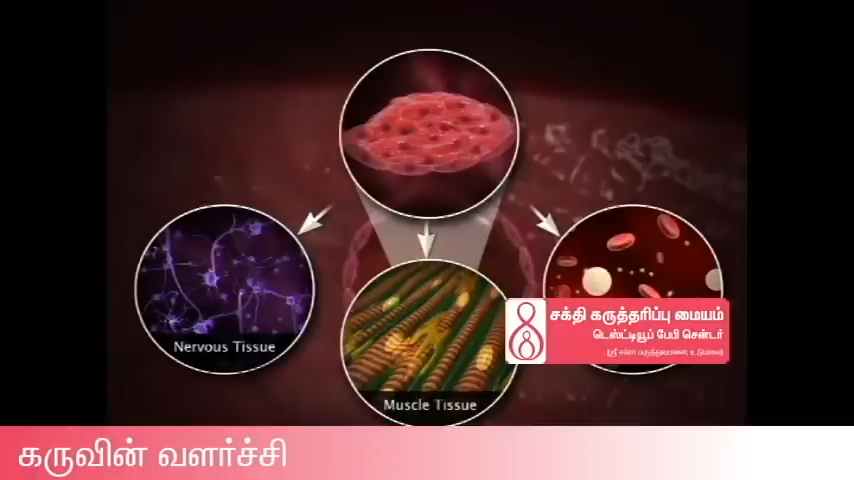 Nervous Tissue
Muscle Tissue
சக்தி கருத்தரிப்பு மையம்
டெஸ்ட்டியூப் பேபி சென்டர்
கருவின் வளர்ச்சி